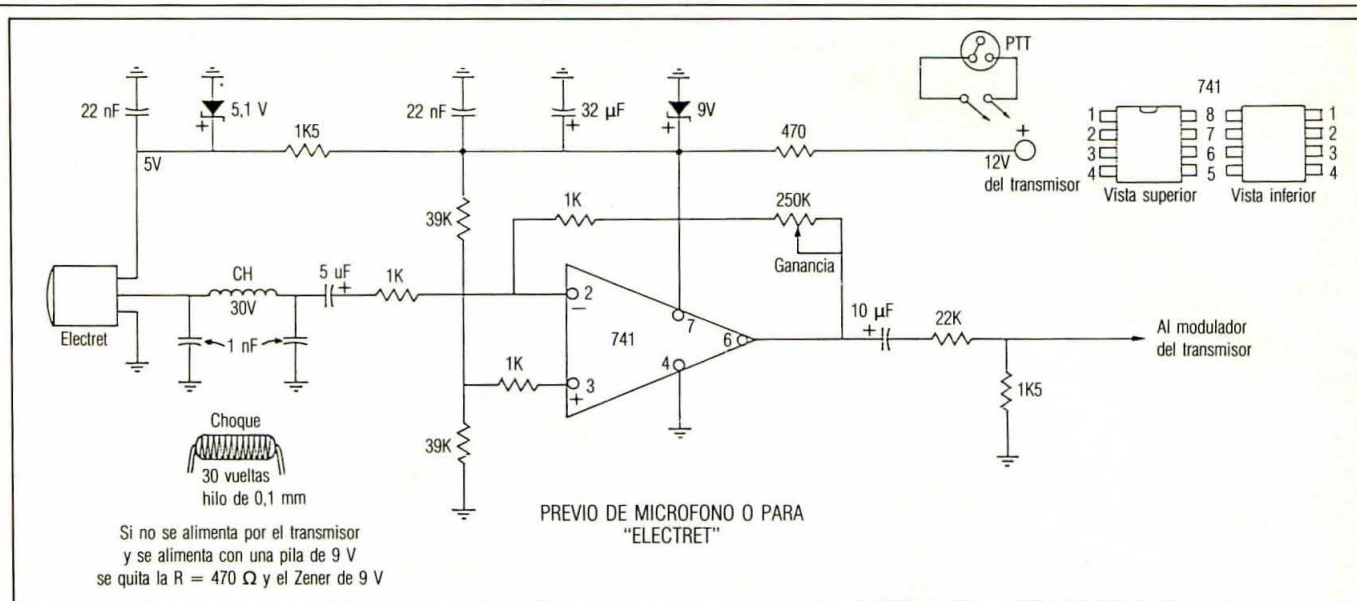 PTT
741
22 nF
5,1 V
22 nF
32 µF
9V
1K5
470
5V
+
+
+
+
12V
del transmisor
1
2
3
4
8
7
6
5
1
2
3
4
Vista superior
Vista inferior
39K
1K
250K
Ganancia
CH
30V
5 uF
+
1K
Electret
1 nF
2
−
741
7
6
4
10 µF
+
22K
Al modulador
del transmisor
1K
3
+
1K5
39K
Choque
30 vueltas
hilo de 0,1 mm
PREVIO DE MICROFONO O PARA
"ELECTRET"
Si no se alimenta por el transmisor
y se alimenta con una pila de 9 V
se quita la R = 470 Ω y el Zener de 9 V